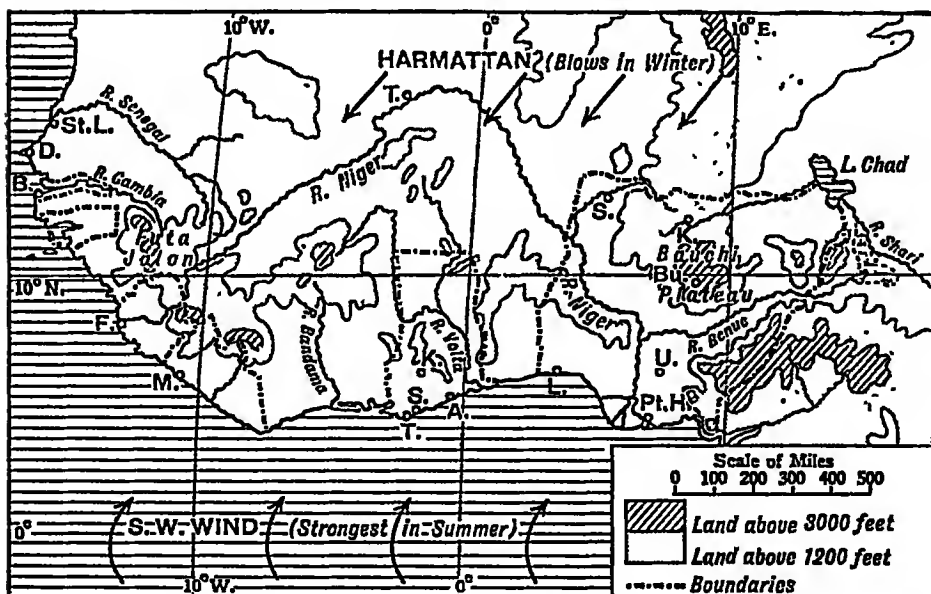 10° W.
0°
10° E.
HARMATTAN (Blows in Winter)
T.
R. Senegal
St. L.
D.
B.
R. Gambia
R. Niger
L. Chad
S.
K.
Futa
Jalon
Bauchi
Bu.
Plateau
R. Shari
10° N.
R. Niger
F.
R. Bandama
R. Volta
K.
R. Benue
U.
M.
S.
A.
L.
Pt. H.
T.
Scale of Miles
0 100 200 300 400 500
Land above 3000 feet
Land above 1200 feet
Boundaries
0°
S.W. WIND (Strongest in Summer)
10° W.
0°